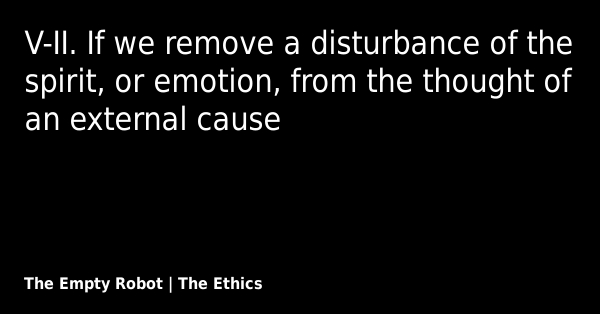 V-II. If we remove a disturbance of the
spirit, or emotion, from the thought of
an external cause
The Empty Robot | The Ethics